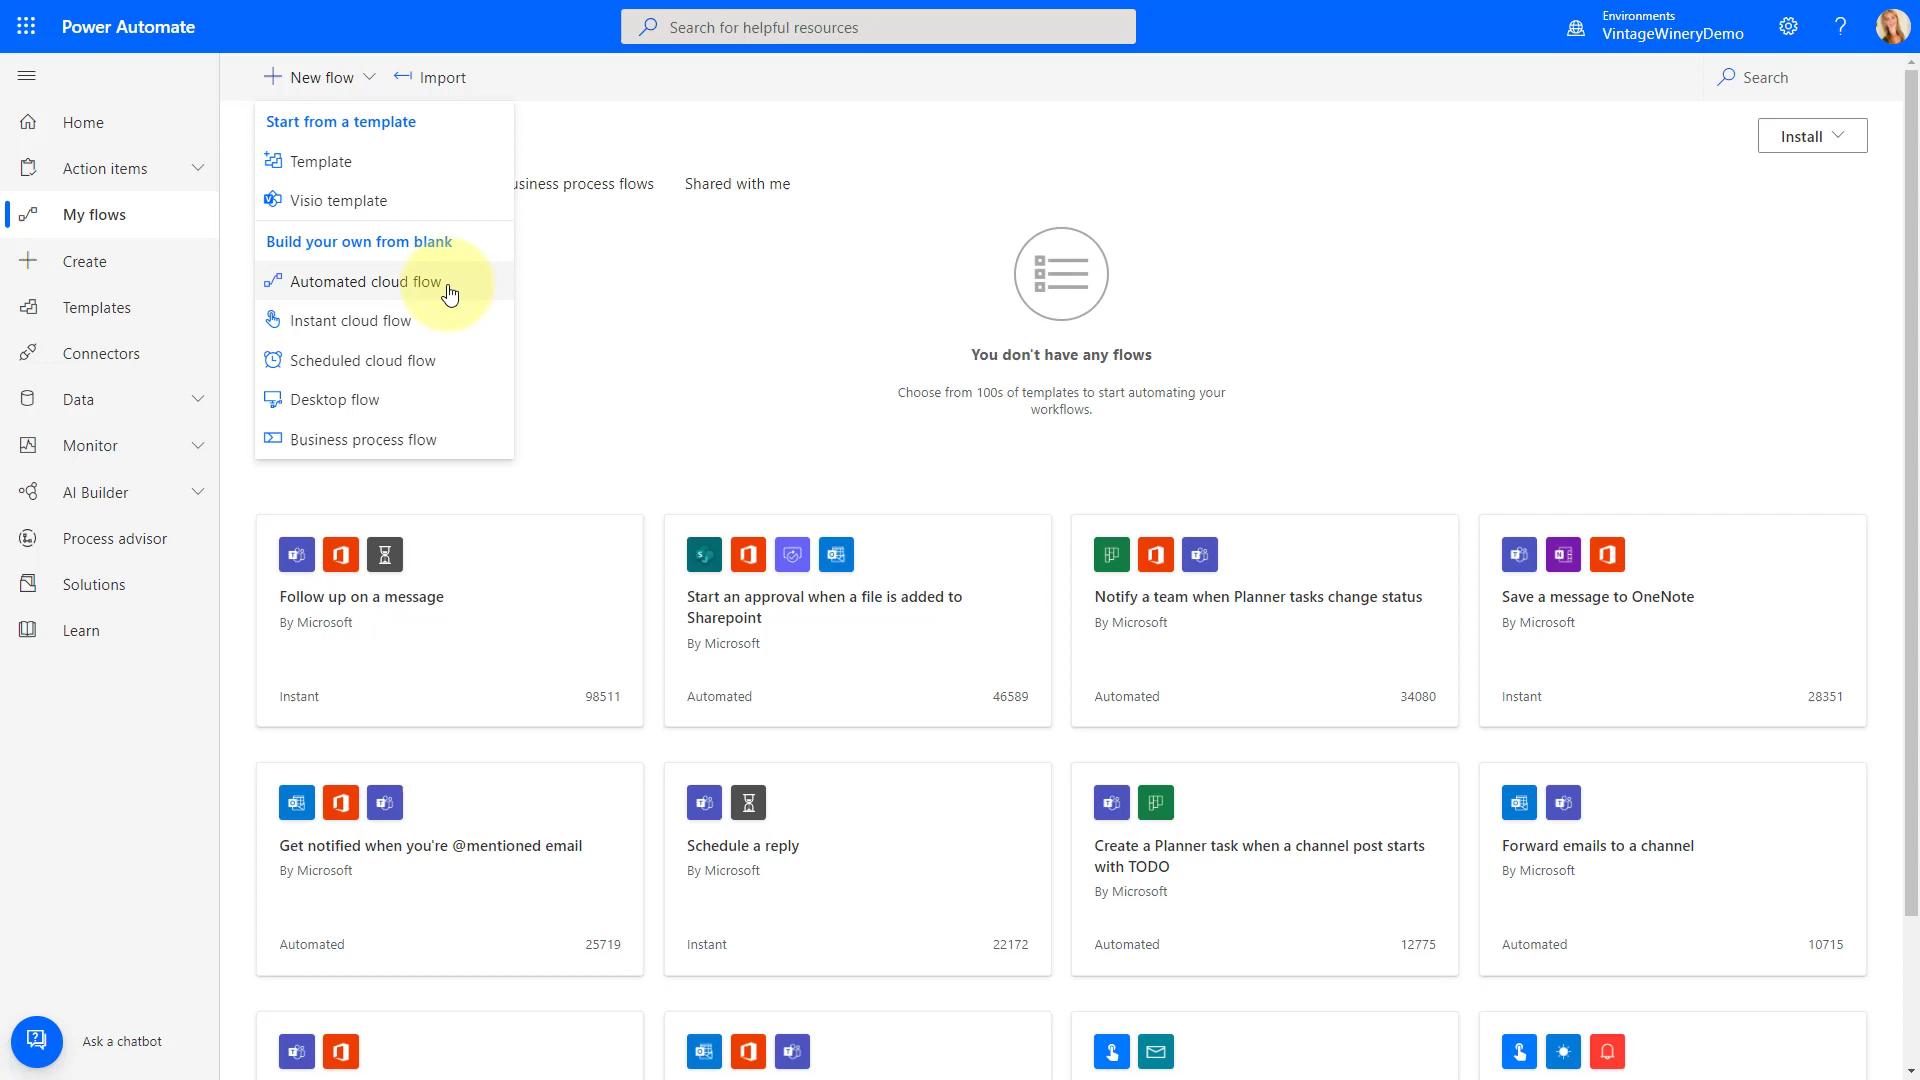 Power Automate
Search for helpful resources
Environments
VintageWineryDemo
New flow
Import
Search
Home
Action items
My flows
Create
Templates
Connectors
Data
Monitor
AI Builder
Process advisor
Solutions
Learn
Ask a chatbot
Start from a template
Template
Visio template
Build your own from blank
Automated cloud flow
Instant cloud flow
Scheduled cloud flow
Desktop flow
Business process flow
Install
usiness process flows
Shared with me
You don't have any flows
Choose from 100s of templates to start automating your
workflows.
Follow up on a message
By Microsoft
Instant
98511
Start an approval when a file is added to
Sharepoint
By Microsoft
Automated
46589
Notify a team when Planner tasks change status
By Microsoft
Automated
34080
Save a message to OneNote
By Microsoft
Instant
28351
Get notified when you're @mentioned email
By Microsoft
Automated
25719
Schedule a reply
By Microsoft
Instant
22172
Create a Planner task when a channel post starts
with TODO
By Microsoft
Automated
12775
Forward emails to a channel
By Microsoft
Automated
10715